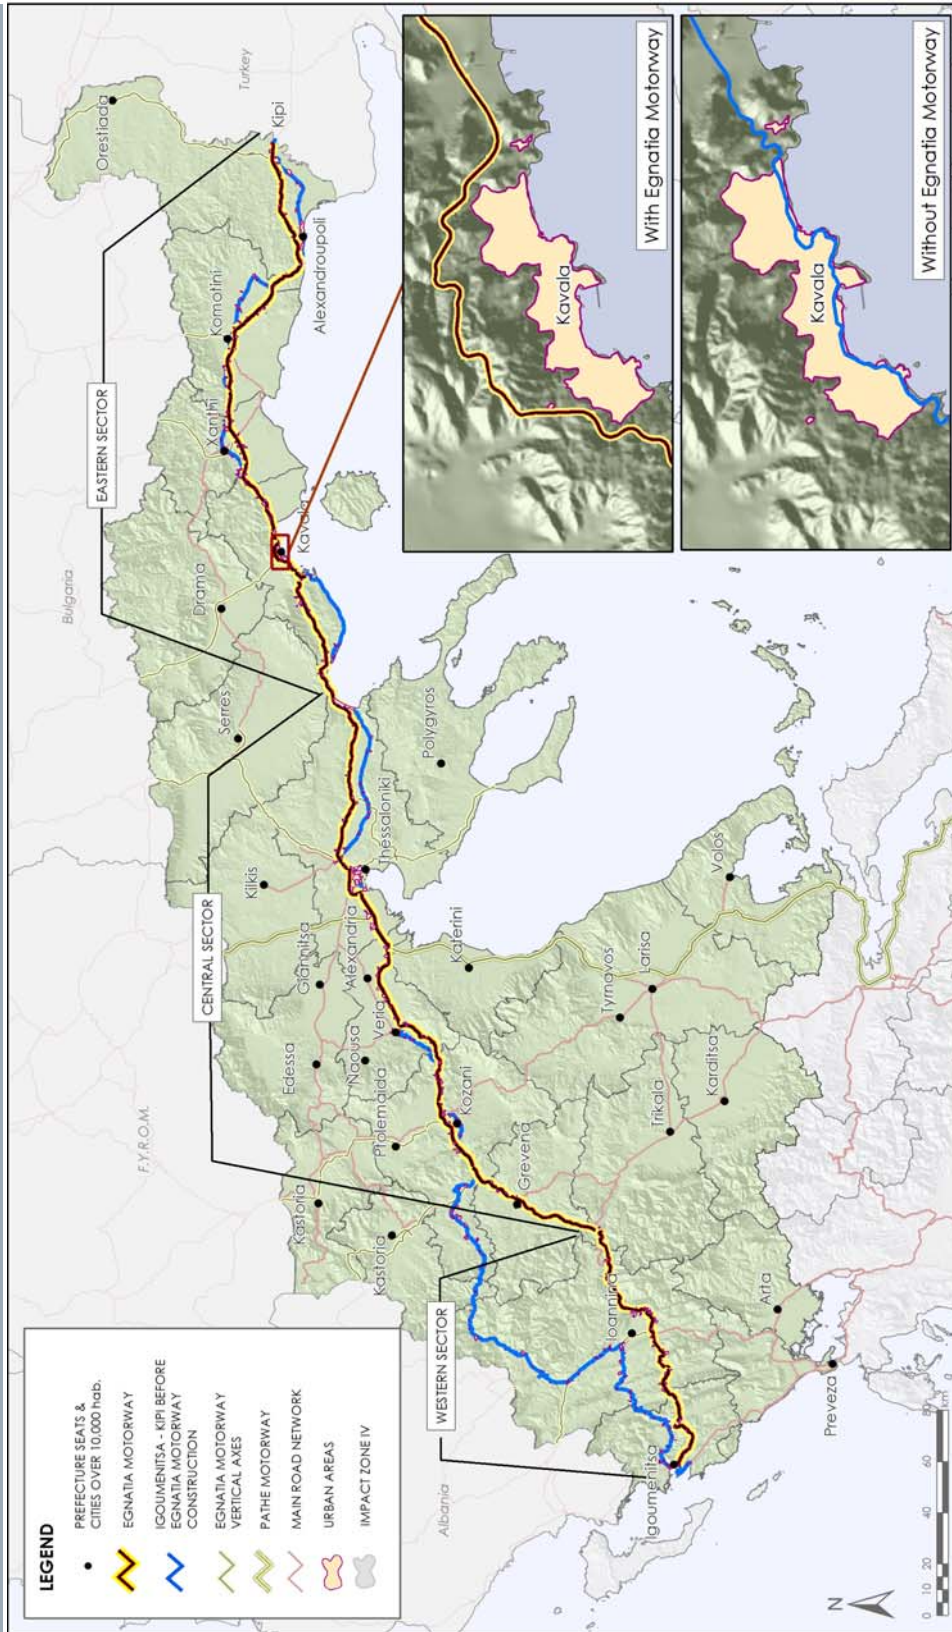 LEGEND
PREFECTURE SEATS &
CITIES OVER 10,000 hab.
EGNATIA MOTORWAY
IGOUMENITSA - KIPI BEFORE
EGNATIA MOTORWAY
CONSTRUCTION
EGNATIA MOTORWAY
VERTICAL AXES
PATHE MOTORWAY
MAIN ROAD NETWORK
URBAN AREAS
IMPACT ZONE IV
WESTERN SECTOR
CENTRAL SECTOR
EASTERN SECTOR
Albania
F.Y.R.O.M.
Bulgaria
Turkey
Igoumenitsa
Ioannina
Preveza
Arta
Kastoria
Kastoria
Grevena
Ptolemaida
Kozani
Edessa
Naousa
Veria
Giannitsa
Alexandria
Kilkis
Thessaloniki
Katerini
Tyrnavos
Larisa
Trikala
Karditsa
Volos
Polygyros
Serres
Drama
Kavala
Xanthi
Komotini
Alexandroupoli
Orestiada
Kipi
Kavala
With Egnatia Motorway
Kavala
Without Egnatia Motorway
N
0 10 20 40 60 80
km